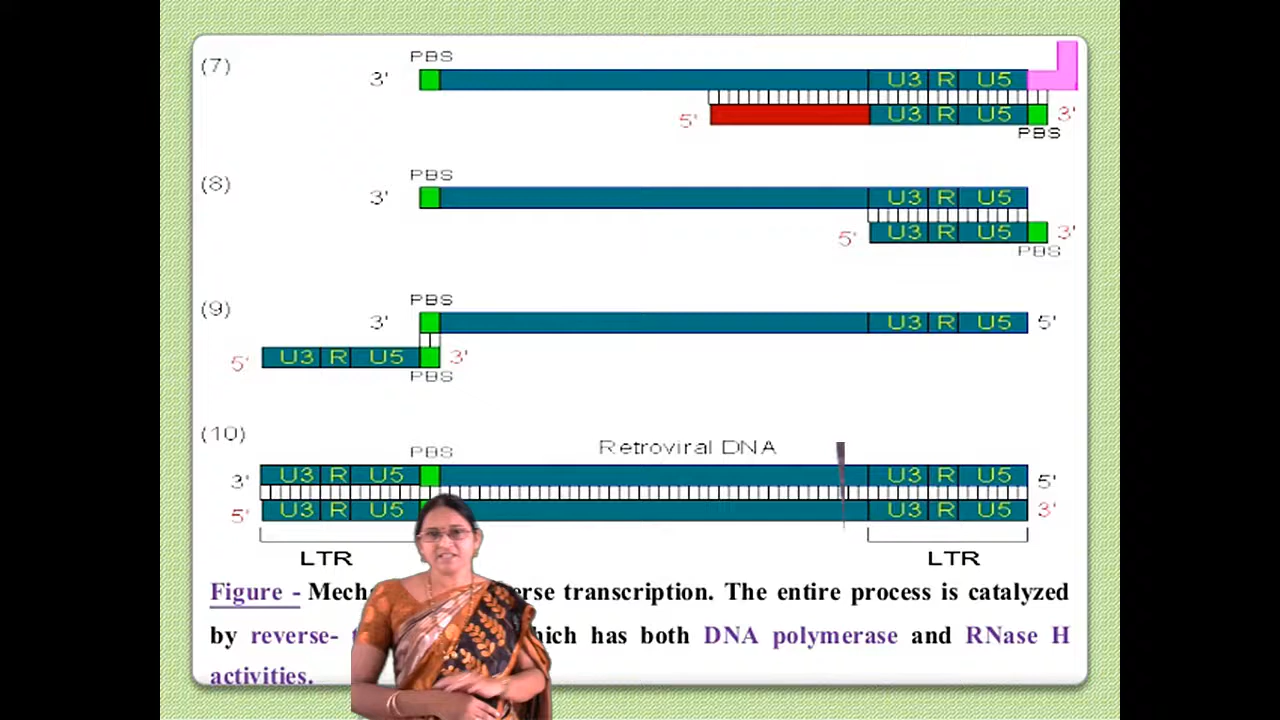 PBS
(7) 3' U3 R U5
5' U3 R U5 3'
PBS
PBS
(8) 3' U3 R U5
5' U3 R U5 3'
PBS
PBS
(9) 3' U3 R U5 5'
5' U3 R U5 3'
PBS
(10) Retroviral DNA
PBS
3' U3 R U5 U3 R U5 5'
5' U3 R U5 U3 R U5 3'
LTR LTR
Figure - transcription. The entire process is catalyzed
by reverse- has both DNA polymerase and RNase H
activities.